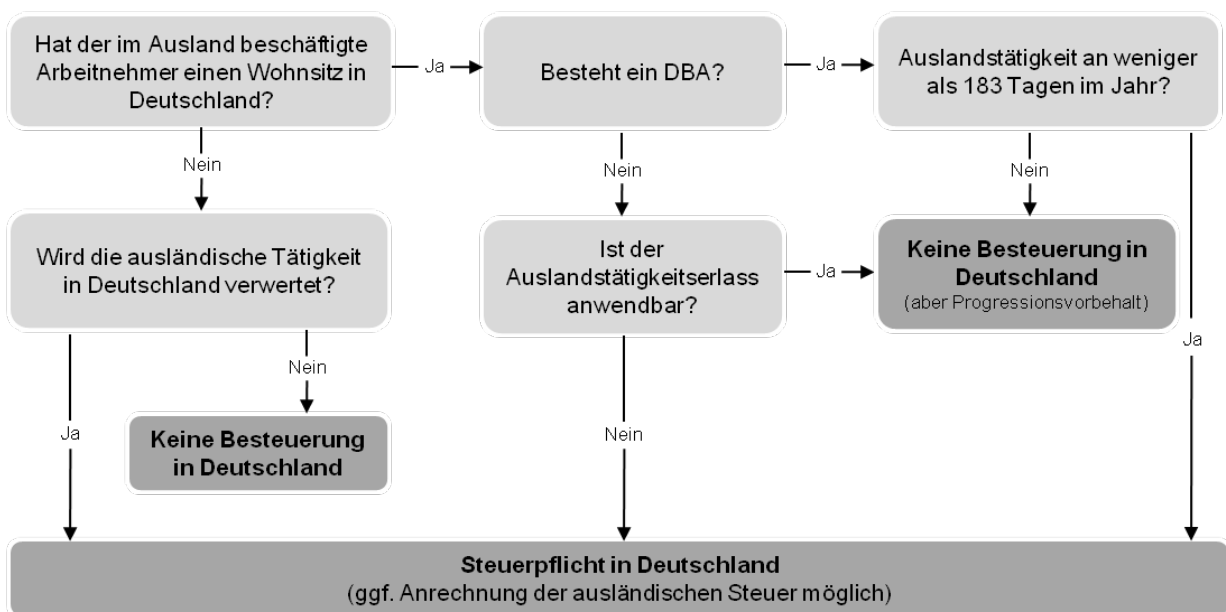 Hat der im Ausland beschäftigte
Arbeitnehmer einen Wohnsitz in
Deutschland?
Ja
Besteht ein DBA?
Ja
Auslandstätigkeit an weniger
als 183 Tagen im Jahr?
Nein
Nein
Nein
Wird die ausländische Tätigkeit
in Deutschland verwertet?
Ist der
Auslandstätigkeitserlass
anwendbar?
Ja
Keine Besteuerung in
Deutschland
(aber Progressionsvorbehalt)
Ja
Nein
Ja
Keine Besteuerung
in Deutschland
Nein
Steuerpflicht in Deutschland
(ggf. Anrechnung der ausländischen Steuer möglich)